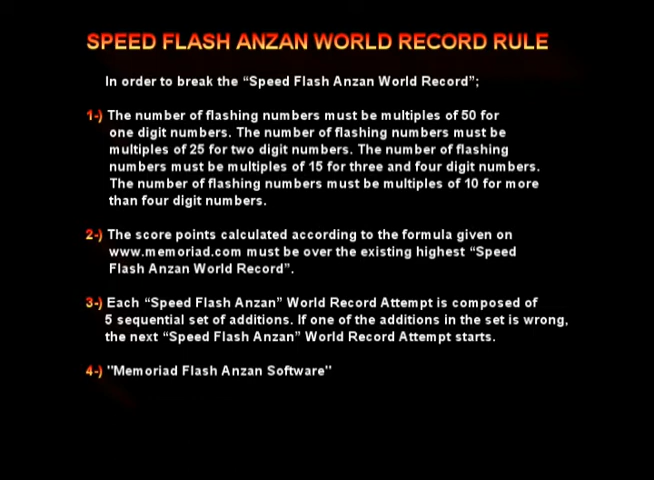 SPEED FLASH ANZAN WORLD RECORD RULE
In order to break the “Speed Flash Anzan World Record”;
1-) The number of flashing numbers must be multiples of 50 for
one digit numbers. The number of flashing numbers must be
multiples of 25 for two digit numbers. The number of flashing
numbers must be multiples of 15 for three and four digit numbers.
The number of flashing numbers must be multiples of 10 for more
than four digit numbers.
2-) The score points calculated according to the formula given on
www.memoriad.com must be over the existing highest “Speed
Flash Anzan World Record”.
3-) Each “Speed Flash Anzan” World Record Attempt is composed of
5 sequential set of additions. If one of the additions in the set is wrong,
the next “Speed Flash Anzan” World Record Attempt starts.
4-) "Memoriad Flash Anzan Software"